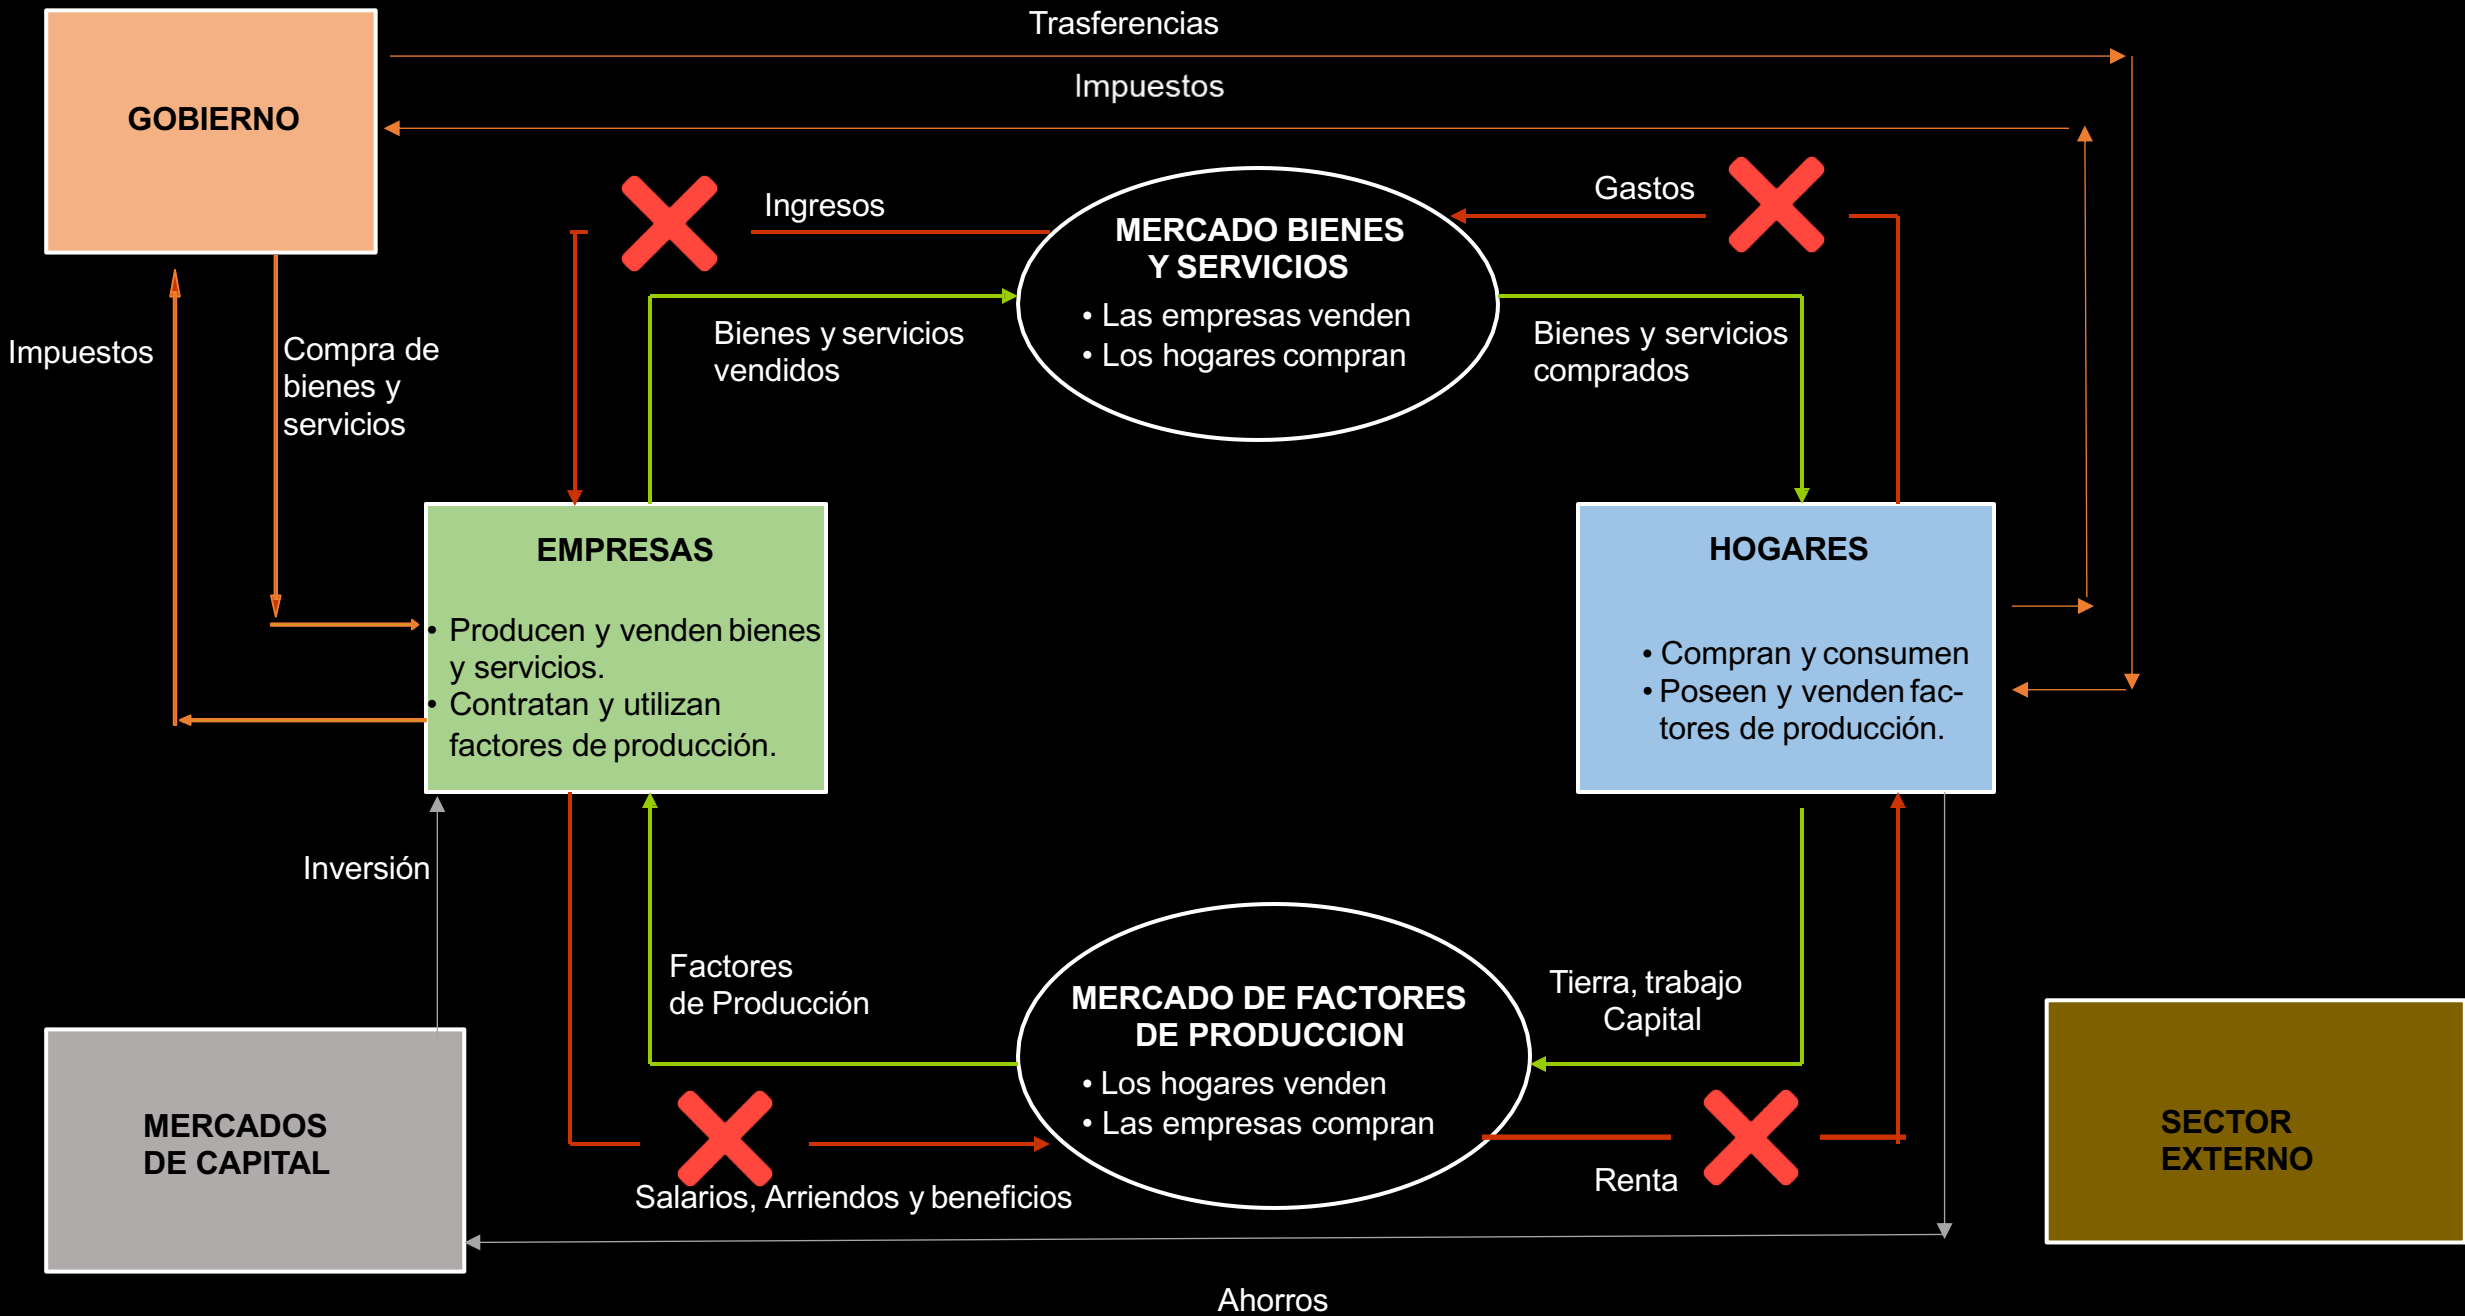 Trasferencias
Impuestos
GOBIERNO
Ingresos
Gastos
MERCADO BIENES
Y SERVICIOS
• Las empresas venden
• Los hogares compran
Bienes y servicios
vendidos
Bienes y servicios
comprados
Impuestos
Compra de
bienes y
servicios
EMPRESAS
• Producen y venden bienes
y servicios.
• Contratan y utilizan
factores de producción.
HOGARES
• Compran y consumen
• Poseen y venden fac-
tores de producción.
Inversión
Factores
de Producción
MERCADO DE FACTORES
DE PRODUCCION
• Los hogares venden
• Las empresas compran
Tierra, trabajo
Capital
MERCADOS
DE CAPITAL
Salarios, Arriendos y beneficios
Renta
SECTOR
EXTERNO
Ahorros